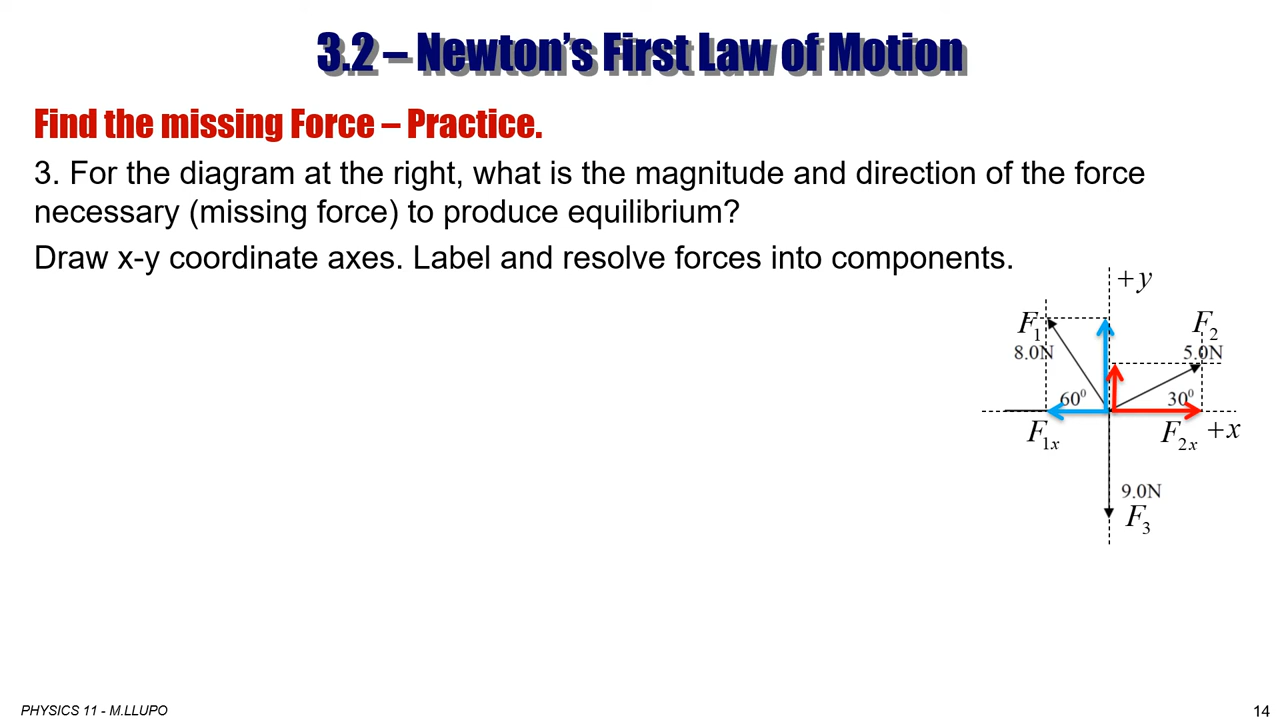 3.2 – Newton's First Law of Motion
Find the missing Force – Practice.
3. For the diagram at the right, what is the magnitude and direction of the force
necessary (missing force) to produce equilibrium?
Draw x-y coordinate axes. Label and resolve forces into components.
+y
F₁
8.0N
F₂
5.0N
60⁰
30⁰
F₁ₓ
F₂ₓ
+x
9.0N
F₃
PHYSICS 11 - M.LLUPO
14